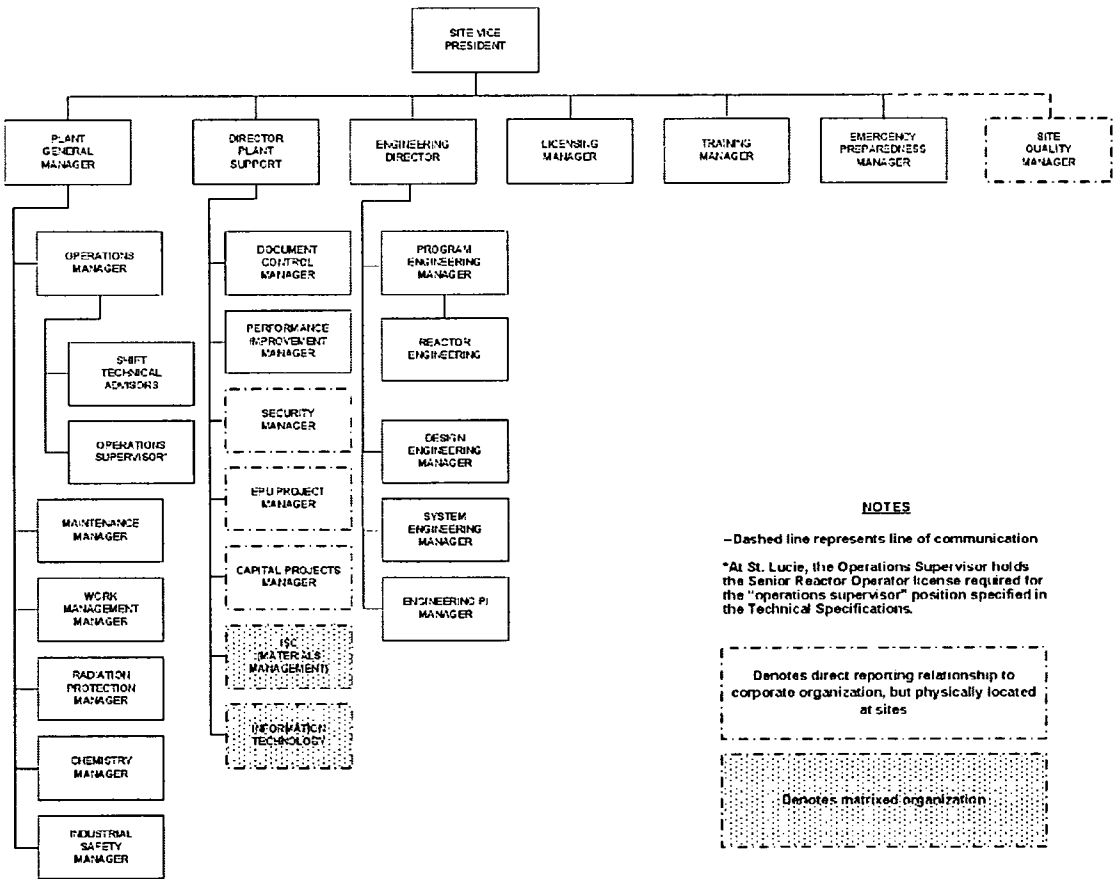 SITE VICE
PRESIDENT
PLANT
GENERAL
MANAGER
DIRECTOR
PLANT
SUPPORT
ENGINEERING
DIRECTOR
LICENSING
MANAGER
TRAINING
MANAGER
EMERGENCY
PREPAREDNESS
MANAGER
SITE
QUALITY
MANAGER
OPERATIONS
MANAGER
SHIFT
TECHNICAL
ADVISORS
OPERATIONS
SUPERVISOR*
MAINTENANCE
MANAGER
WORK
MANAGEMENT
MANAGER
RADIATION
PROTECTION
MANAGER
CHEMISTRY
MANAGER
INDUSTRIAL
SAFETY
MANAGER
DOCUMENT
CONTROL
MANAGER
PERFORMANCE
IMPROVEMENT
MANAGER
SECURITY
MANAGER
EPU PROJECT
MANAGER
CAPITAL PROJECTS
MANAGER
ISC
(MATERIALS
MANAGEMENT)
INFORMATION
TECHNOLOGY
PROGRAM
ENGINEERING
MANAGER
REACTOR
ENGINEERING
DESIGN
ENGINEERING
MANAGER
SYSTEM
ENGINEERING
MANAGER
ENGINEERING PI
MANAGER
NOTES
--Dashed line represents line of communication
*At St. Lucie, the Operations Supervisor holds
the Senior Reactor Operator license required for
the "operations supervisor" position specified in
the Technical Specifications.
Denotes direct reporting relationship to
corporate organization, but physically located
at sites
Denotes matrixed organization